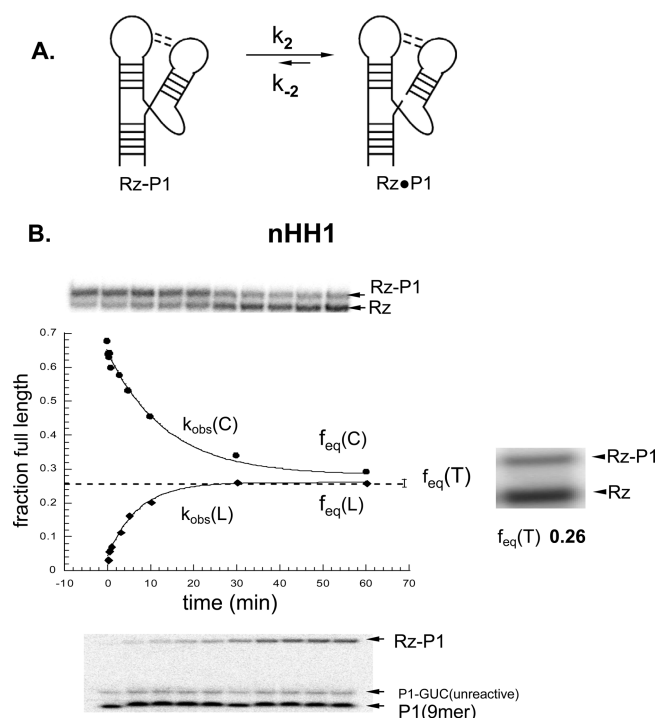 A.
k2
k-2
Rz-P1
Rz●P1
B.
nHH1
Rz-P1
Rz
0.7
0.6
0.5
0.4
0.3
0.2
0.1
0
fraction full length
kobs(C)
feq(C)
kobs(L)
feq(L)
feq(T)
-10 0 10 20 30 40 50 60 70
time (min)
Rz-P1
Rz
feq(T) 0.26
Rz-P1
P1-GUC(unreactive)
P1(9mer)